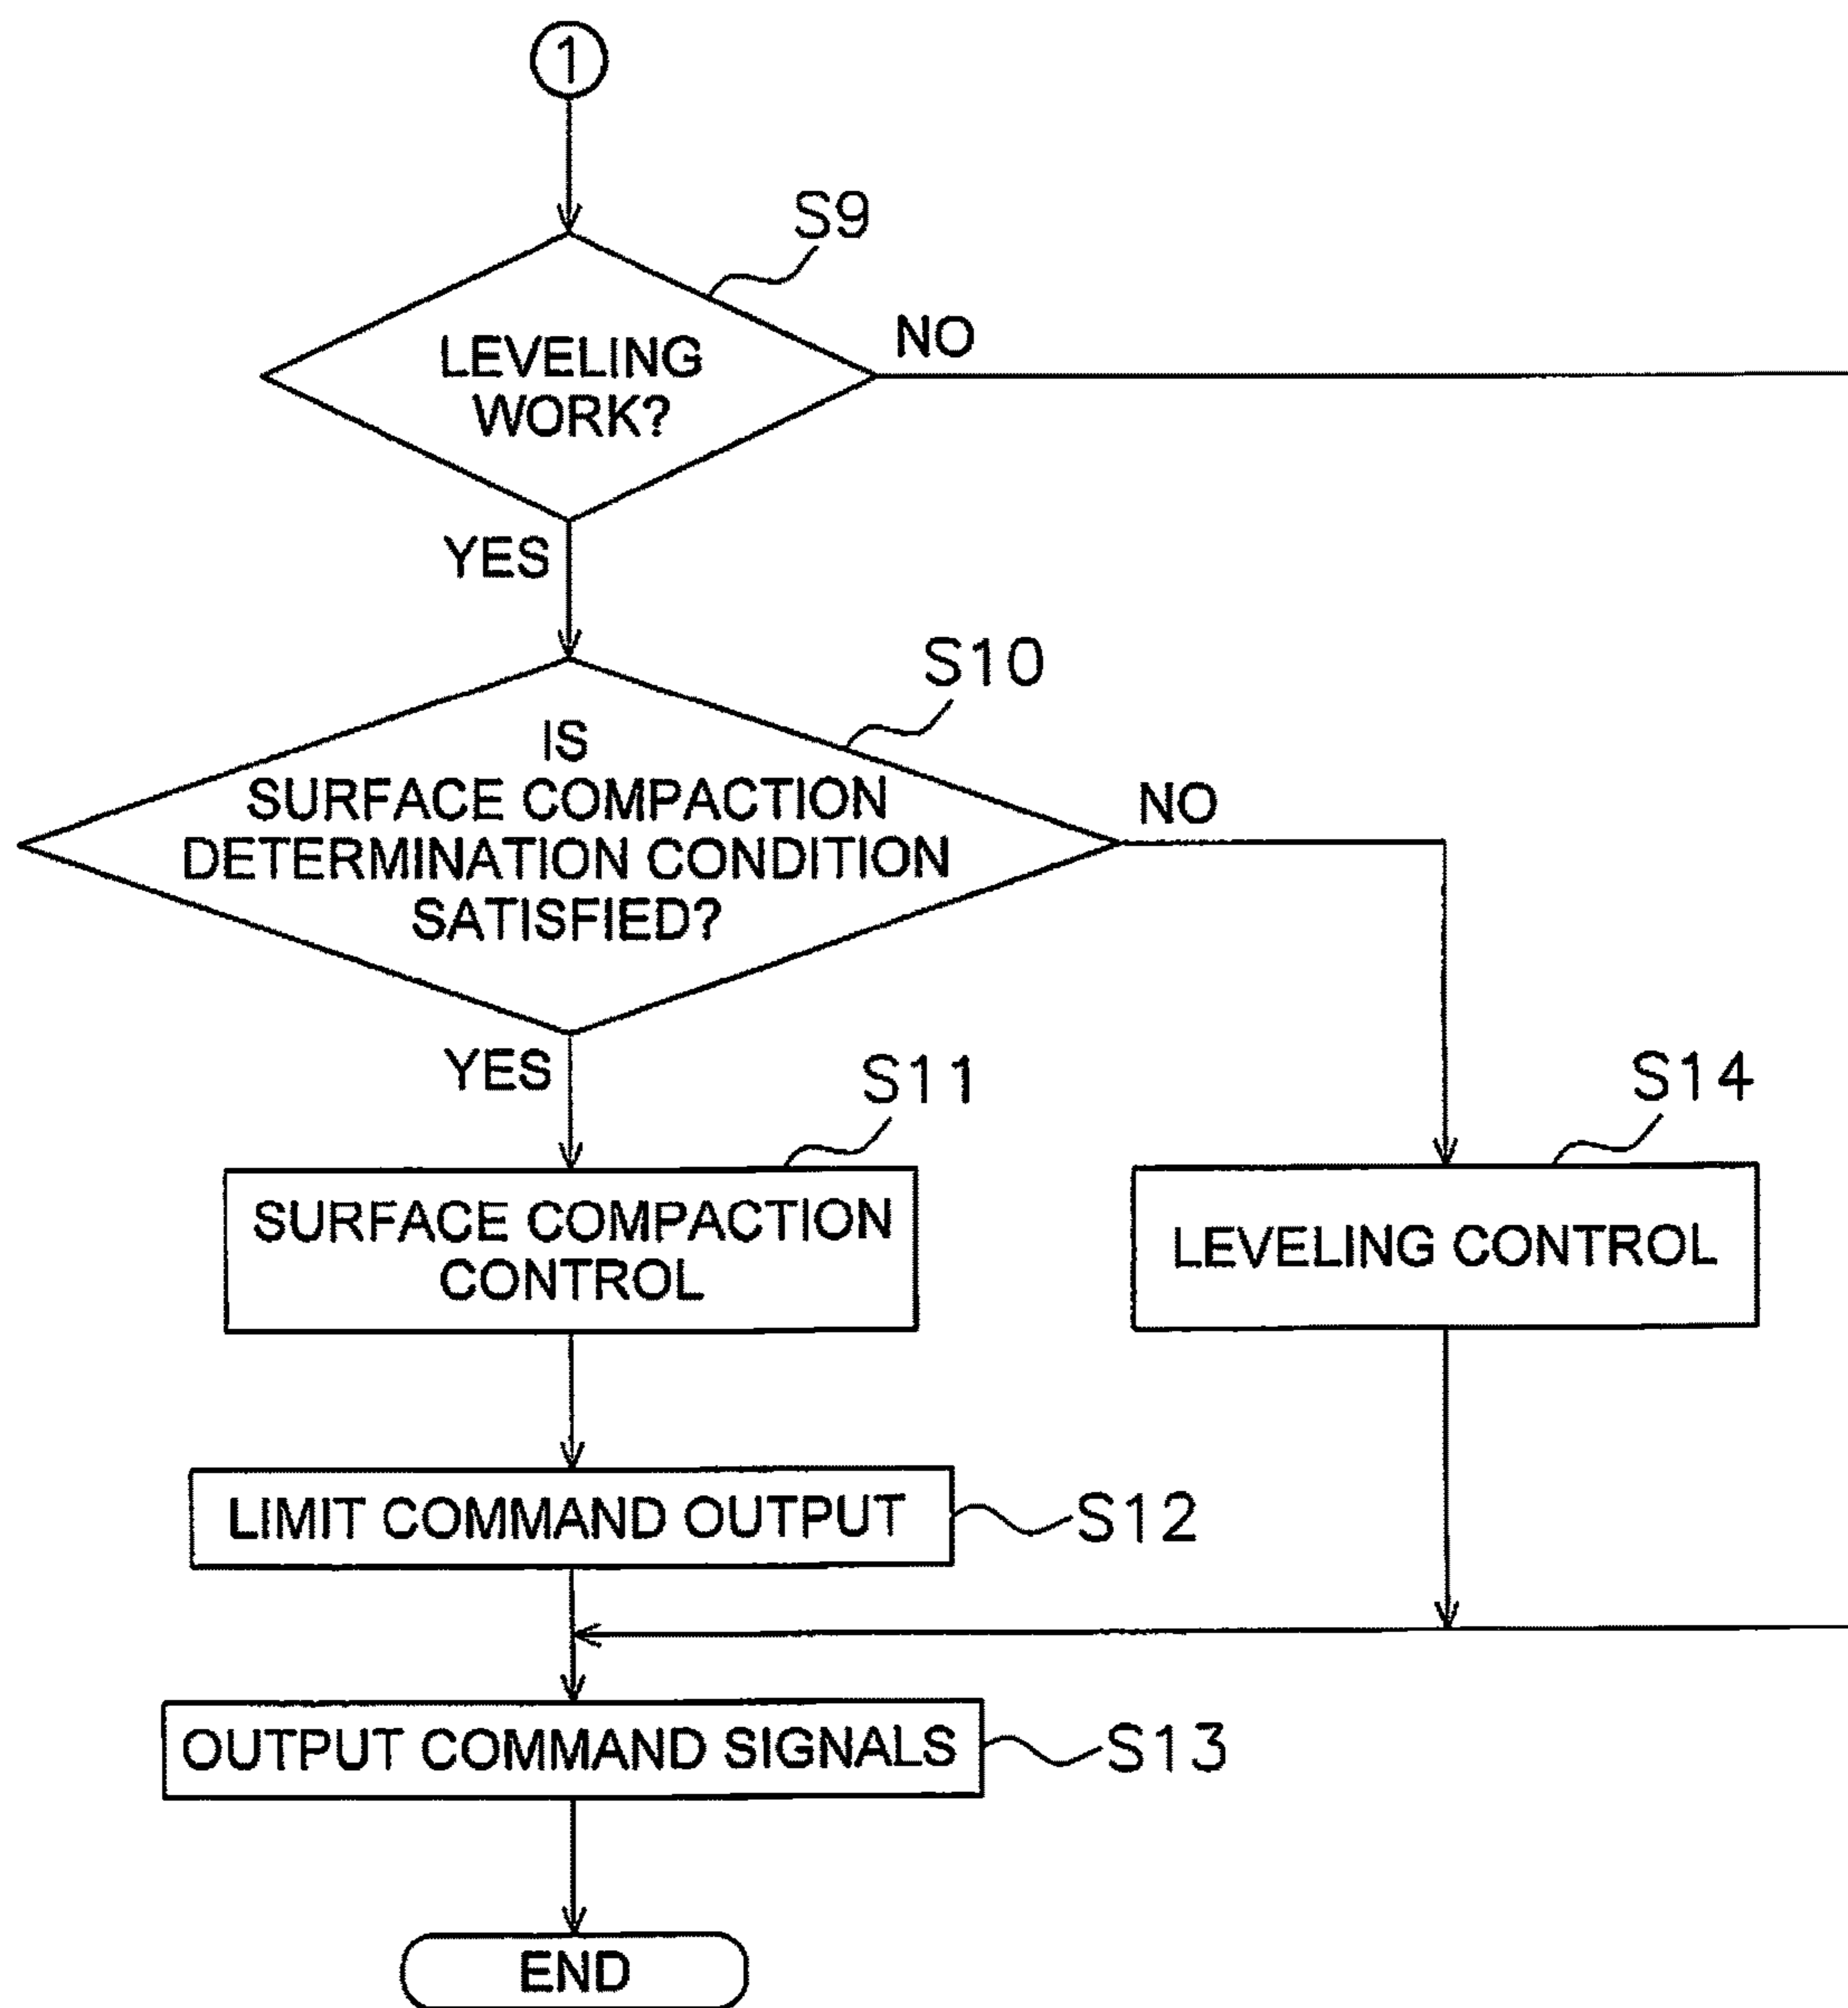 1
S9
LEVELING
WORK?
NO
YES
S10
IS
SURFACE COMPACTION
DETERMINATION CONDITION
SATISFIED?
NO
YES
S11
S14
SURFACE COMPACTION
CONTROL
LEVELING CONTROL
LIMIT COMMAND OUTPUT
S12
OUTPUT COMMAND SIGNALS
S13
END